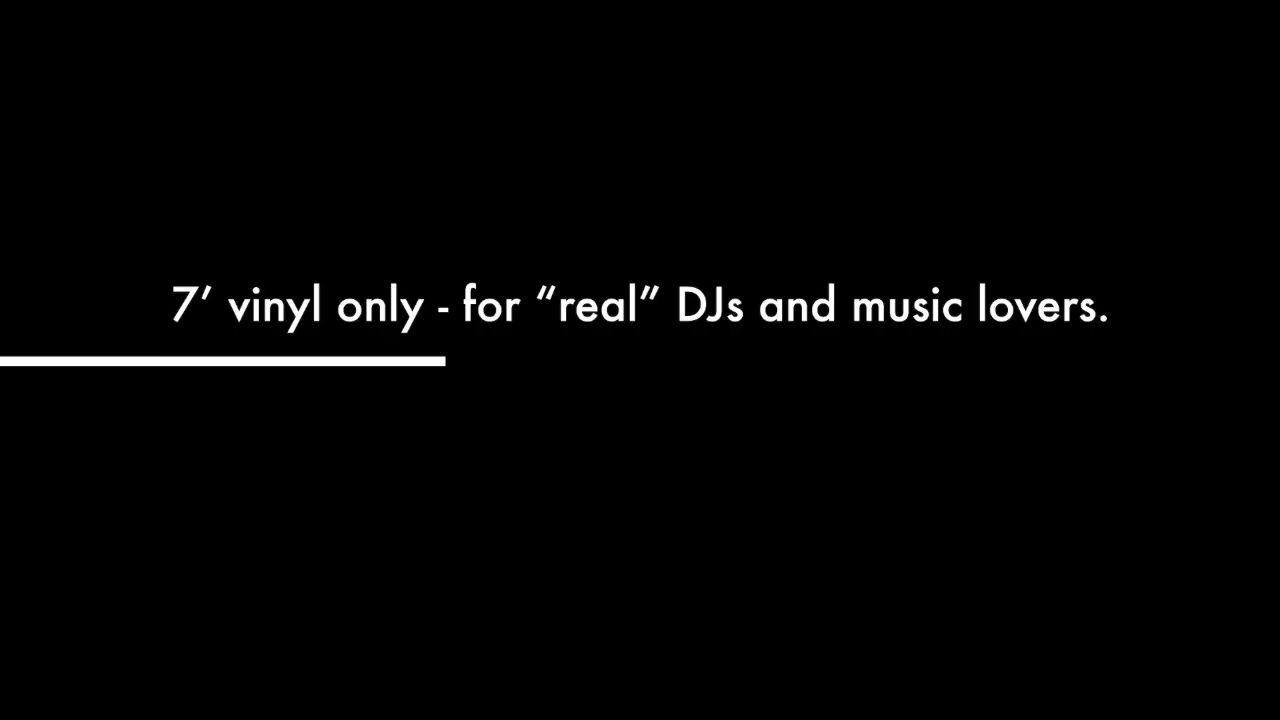 7’ vinyl only - for “real” DJs and music lovers.